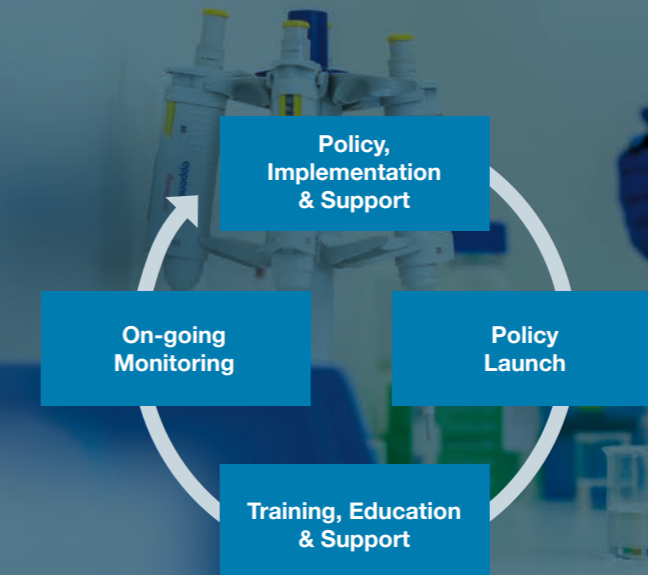 Policy,
Implementation
& Support
On-going
Monitoring
Policy
Launch
Training, Education
& Support